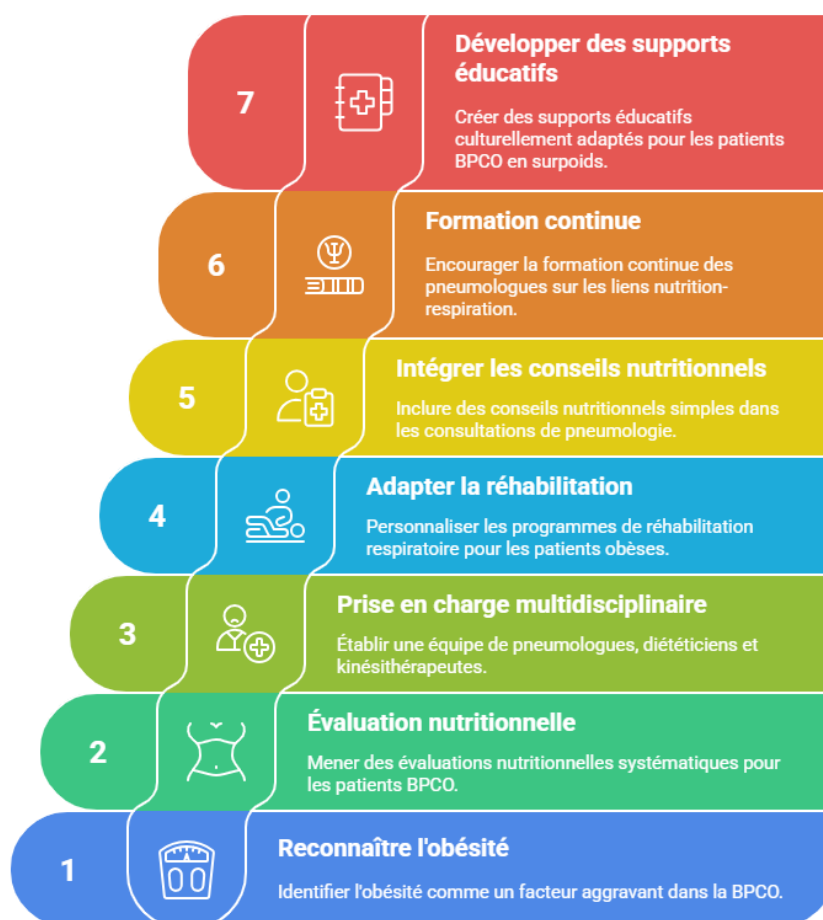 7
Développer des supports
éducatifs
Créer des supports éducatifs
culturellement adaptés pour les patients
BPCO en surpoids.
6
Formation continue
Encourager la formation continue des
pneumologues sur les liens nutrition-
respiration.
5
Intégrer les conseils nutritionnels
Inclure des conseils nutritionnels simples dans
les consultations de pneumologie.
4
Adapter la réhabilitation
Personnaliser les programmes de réhabilitation
respiratoire pour les patients obèses.
3
Prise en charge multidisciplinaire
Établir une équipe de pneumologues, diététiciens et
kinésithérapeutes.
2
Évaluation nutritionnelle
Mener des évaluations nutritionnelles systématiques pour
les patients BPCO.
1
Reconnaître l'obésité
Identifier l'obésité comme un facteur aggravant dans la BPCO.